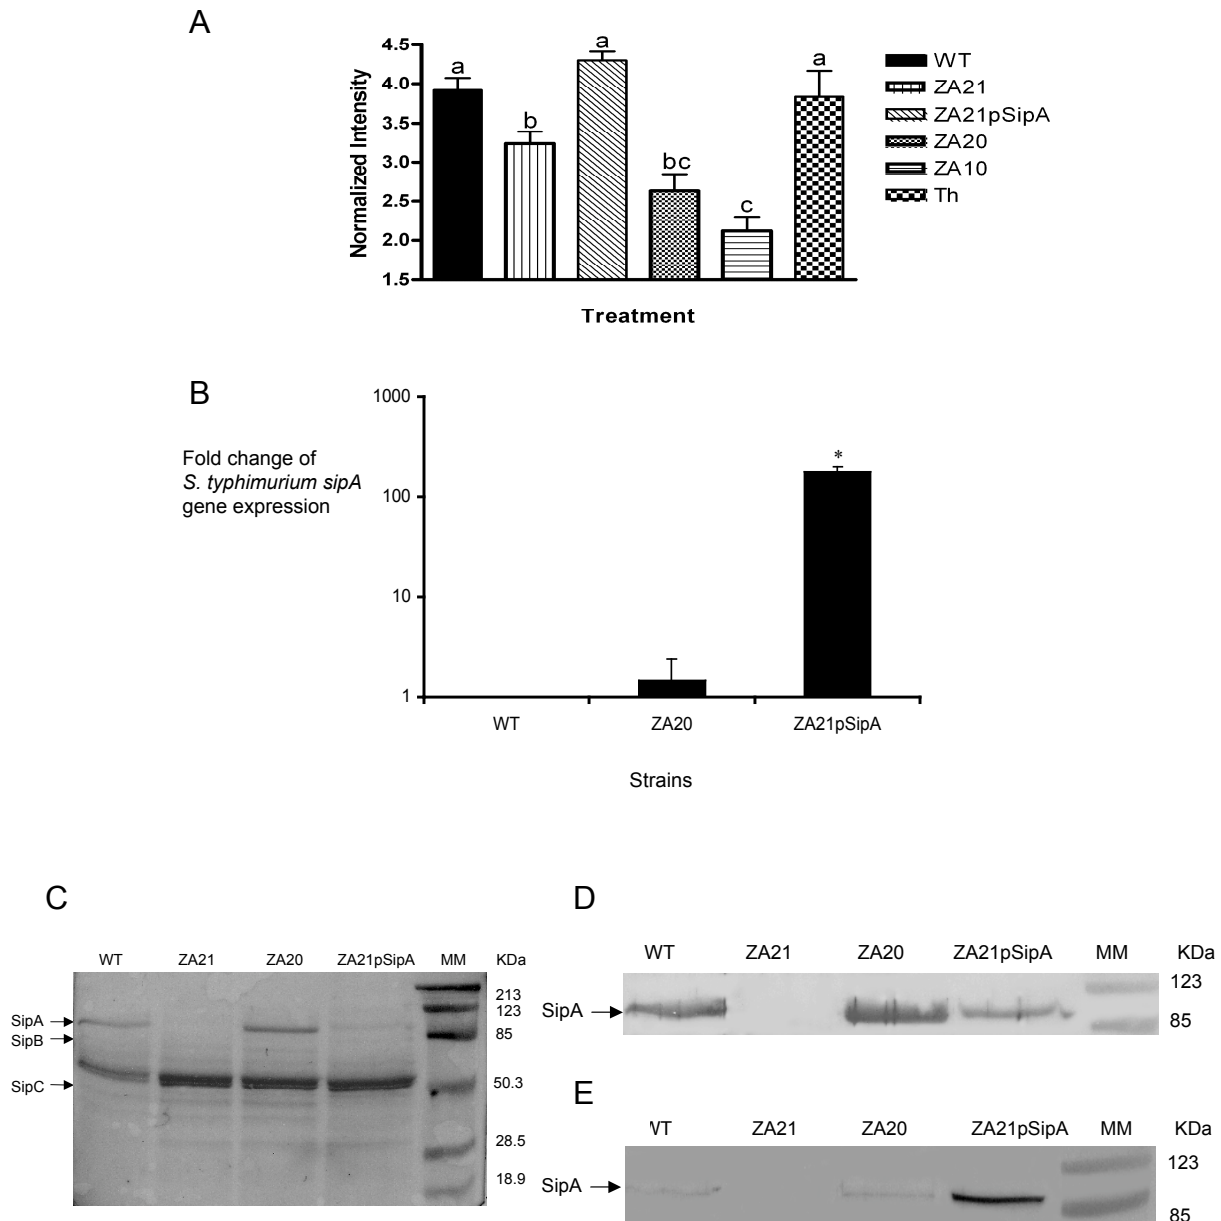 A
4.5
4.0
3.5
3.0
2.5
2.0
1.5
Normalized Intensity
a
b
a
bc
c
a
Treatment
WT
ZA21
ZA21pSipA
ZA20
ZA10
Th
B
Fold change of
S. typhimurium sipA
gene expression
1000
100
10
1
*
WT ZA20 ZA21pSipA
Strains
C
WT ZA21 ZA20 ZA21pSipA MM KDa
SipA
SipB
SipC
213
123
85
50.3
28.5
18.9
D
WT ZA21 ZA20 ZA21pSipA MM KDa
SipA
123
85
E
WT ZA21 ZA20 ZA21pSipA MM KDa
SipA
123
85